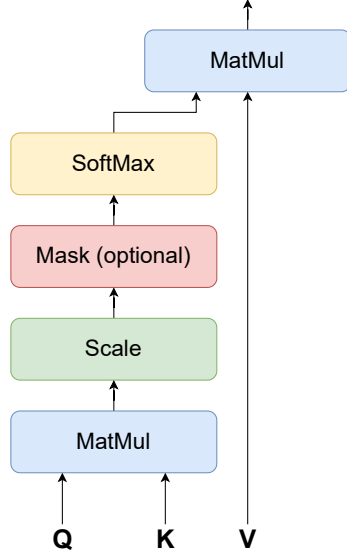 MatMul
SoftMax
Mask (optional)
Scale
MatMul
Q K V